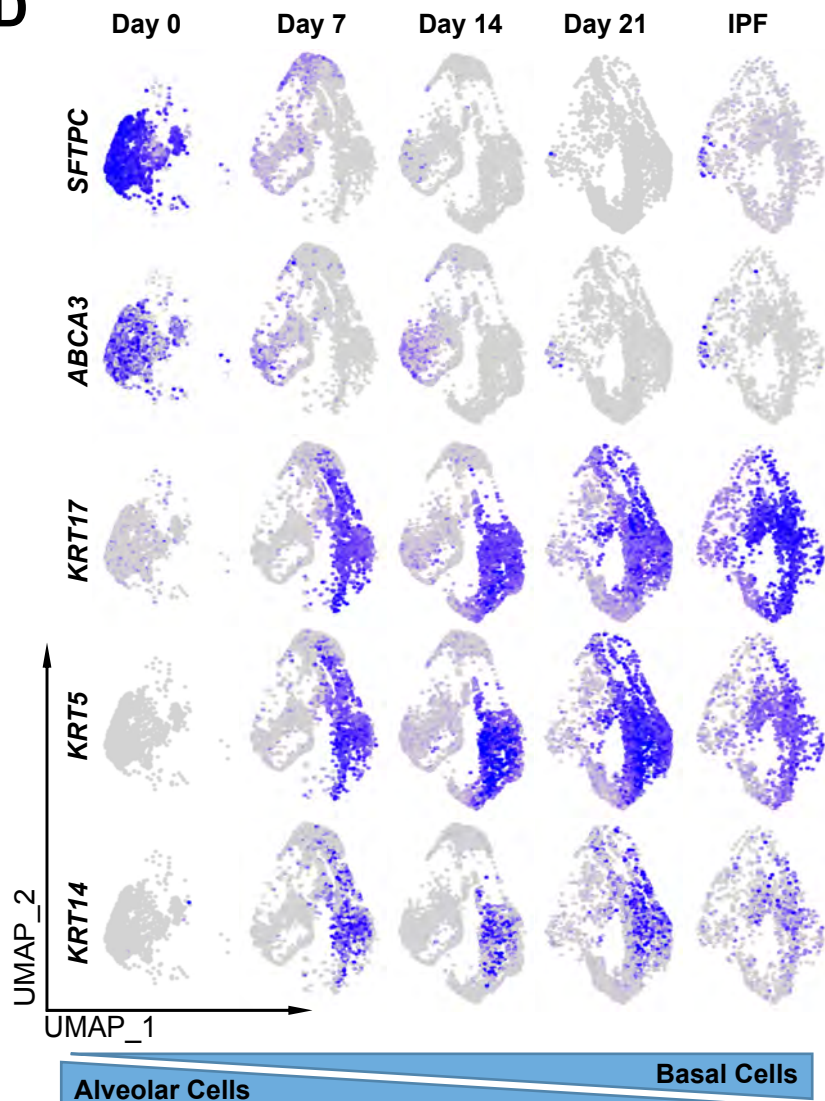 D
Day 0 Day 7 Day 14 Day 21 IPF
SFTPC
ABCA3
KRT17
KRT5
KRT14
UMAP_2
UMAP_1
Basal Cells
Alveolar Cells